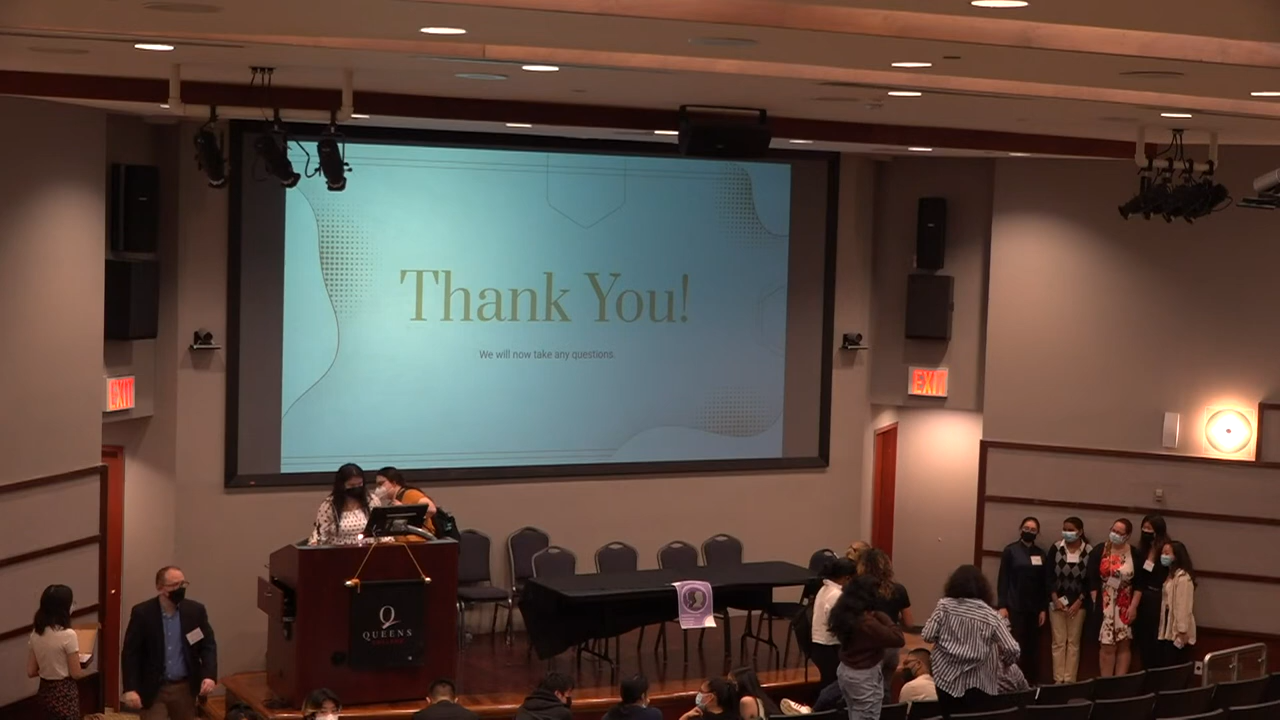 Thank You!
We will now take any questions.
EXIT
EXIT
Q
QUEENS